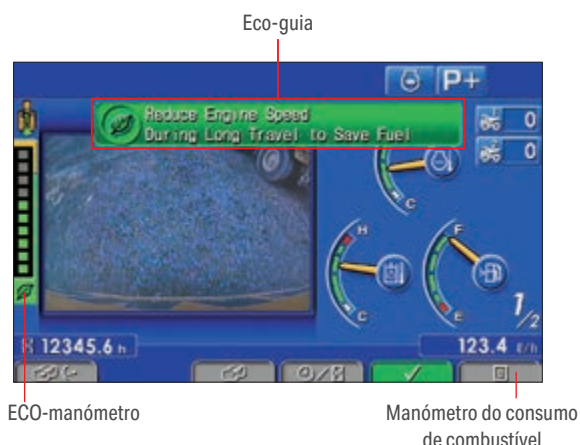 Eco-guia
P+
Reduce Engine Speed
During Long Travel to Save Fuel
0
0
C
H
C
F
E
1/2
H 12345.6 h
123.4 ℓ/h
ECO-manómetro
Manómetro do consumo
de combustível